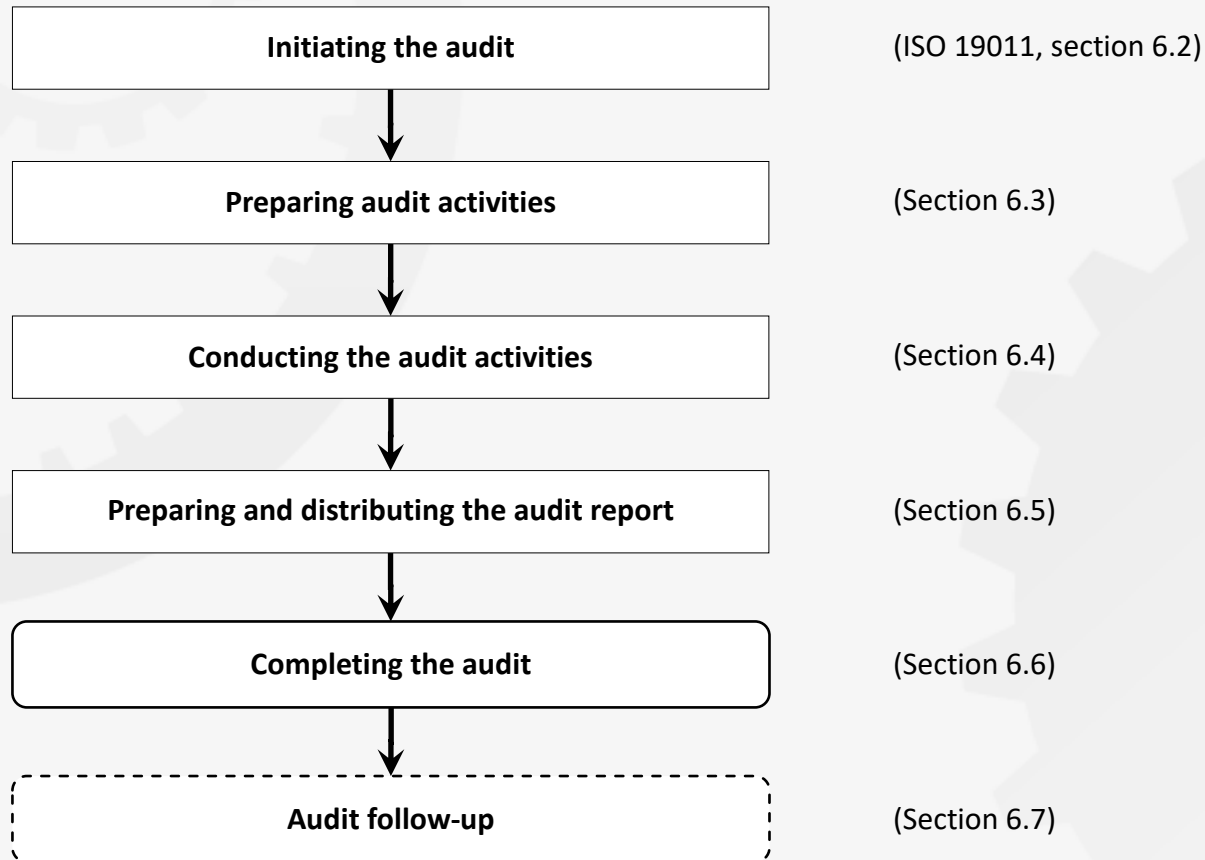 Initiating the audit (ISO 19011, section 6.2)
Preparing audit activities (Section 6.3)
Conducting the audit activities (Section 6.4)
Preparing and distributing the audit report (Section 6.5)
Completing the audit (Section 6.6)
Audit follow-up (Section 6.7)